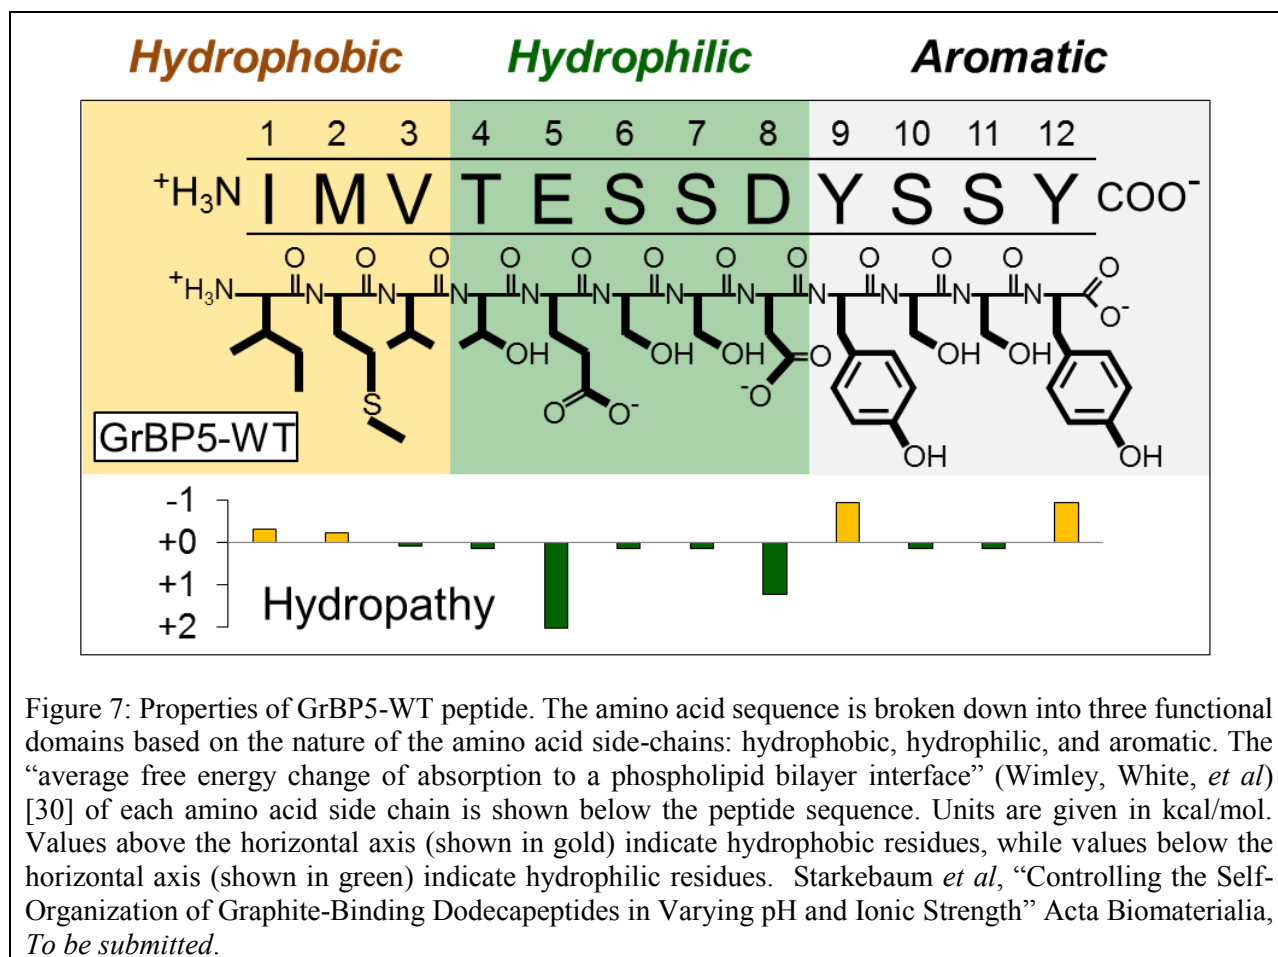 Hydrophobic Hydrophilic Aromatic
1 2 3 4 5 6 7 8 9 10 11 12
⁺H₃N I M V T E S S D Y S S Y COO⁻
O O O O O O O O O O O O
⁺H₃N N N N N N N N N N N N O⁻
OH OH OH O OH OH
S O O⁻ ⁻O
GrBP5-WT OH OH
-1
+0
+1
Hydropathy
+2
Figure 7: Properties of GrBP5-WT peptide. The amino acid sequence is broken down into three functional
domains based on the nature of the amino acid side-chains: hydrophobic, hydrophilic, and aromatic. The
“average free energy change of absorption to a phospholipid bilayer interface” (Wimley, White, et al)
[30] of each amino acid side chain is shown below the peptide sequence. Units are given in kcal/mol.
Values above the horizontal axis (shown in gold) indicate hydrophobic residues, while values below the
horizontal axis (shown in green) indicate hydrophilic residues. Starkebaum et al, “Controlling the Self-
Organization of Graphite-Binding Dodecapeptides in Varying pH and Ionic Strength” Acta Biomaterialia,
To be submitted.